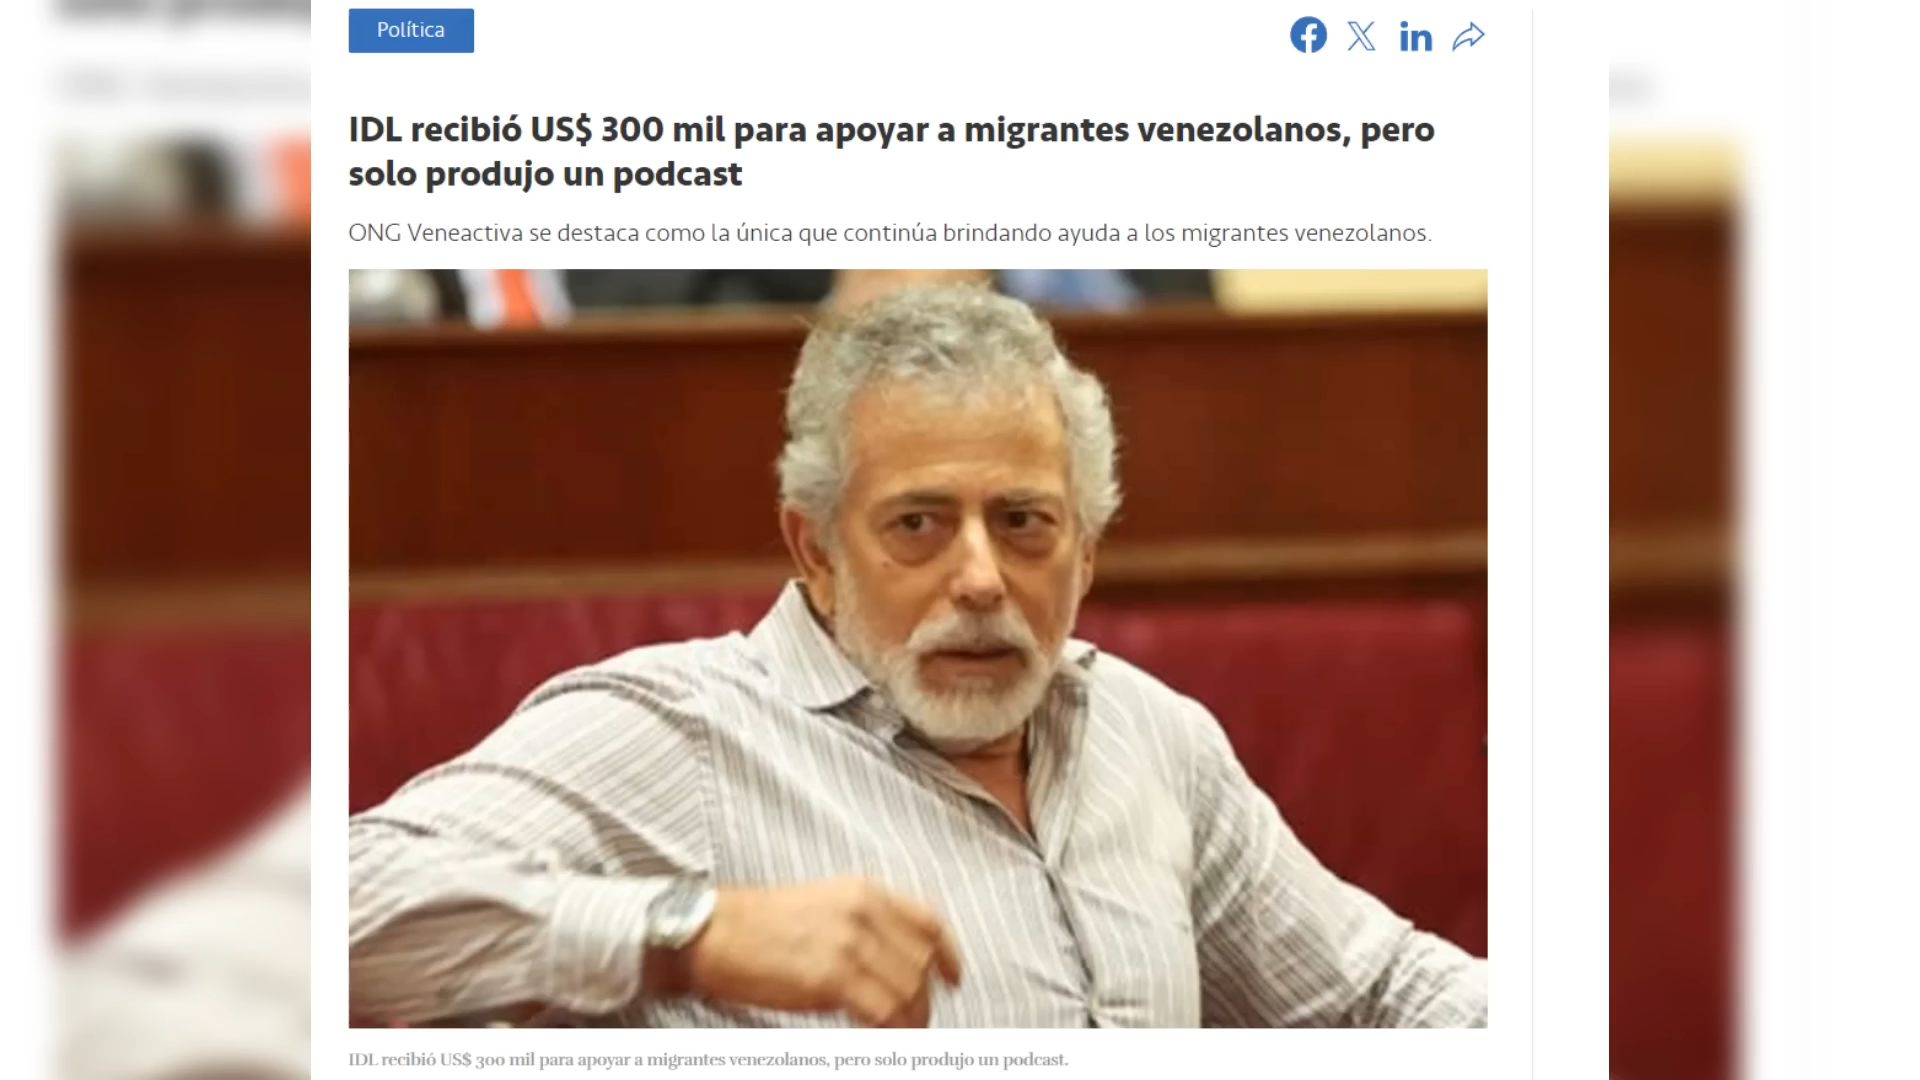 Política
IDL recibió US$ 300 mil para apoyar a migrantes venezolanos, pero
solo produjo un podcast
ONG Veneactiva se destaca como la única que continúa brindando ayuda a los migrantes venezolanos.
IDL recibió US$ 300 mil para apoyar a migrantes venezolanos, pero solo produjo un podcast.